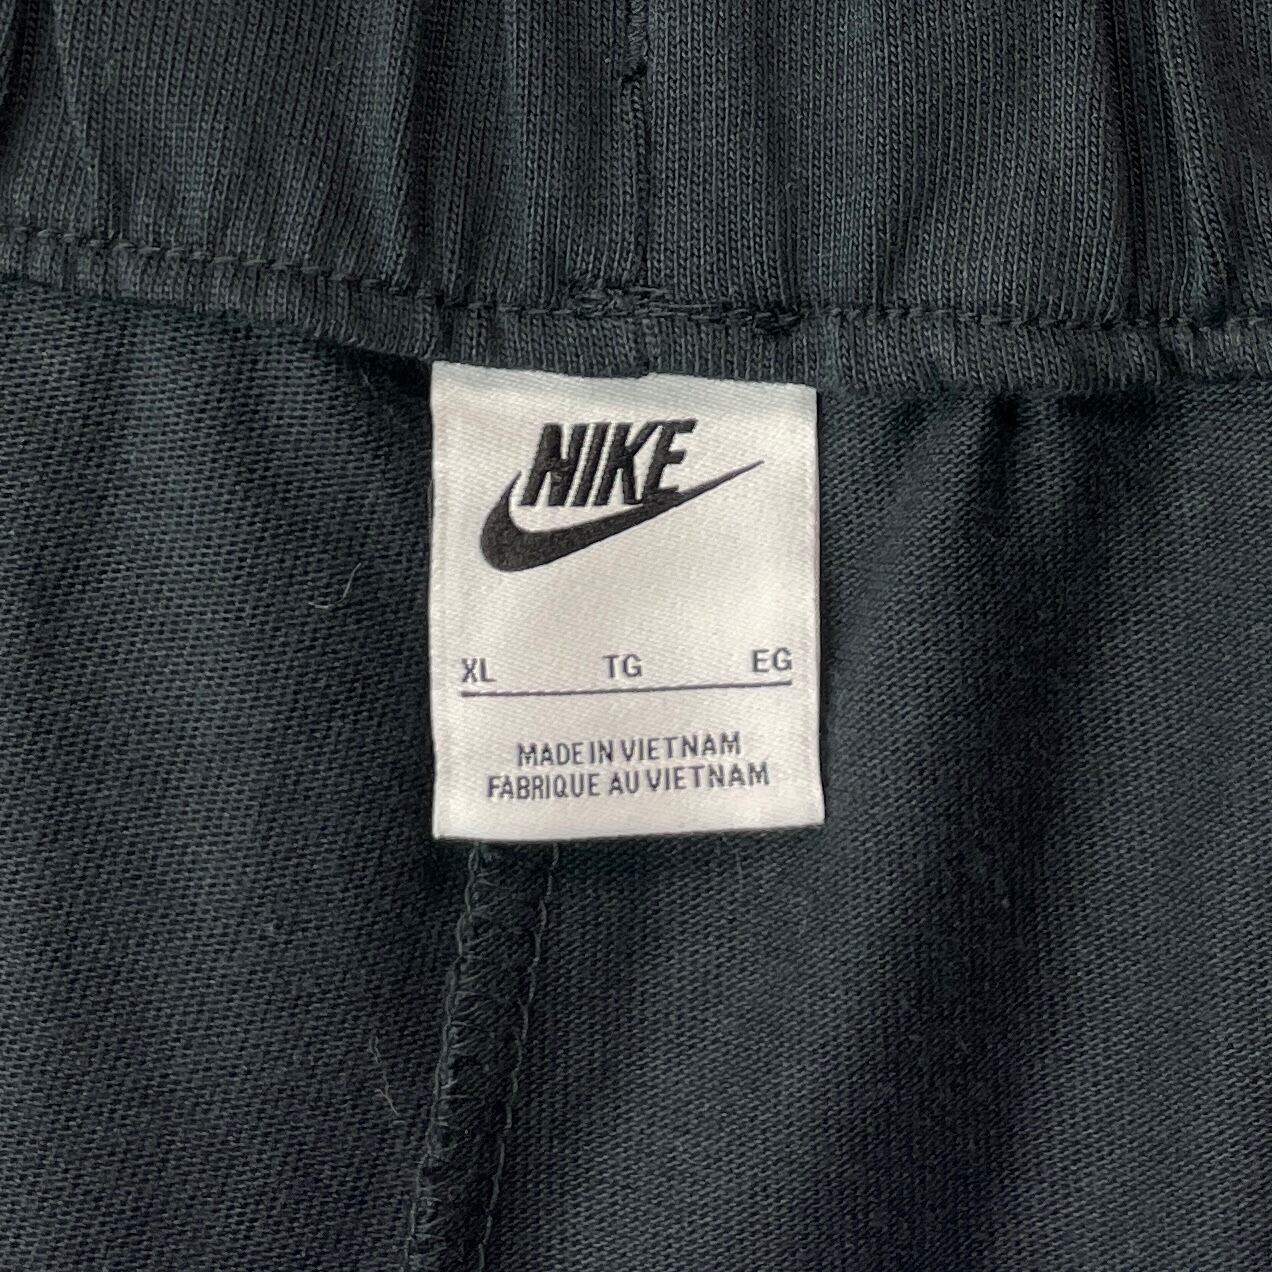 NIKE
XL TG EG
MADE IN VIETNAM
FABRIQUE AU VIETNAM